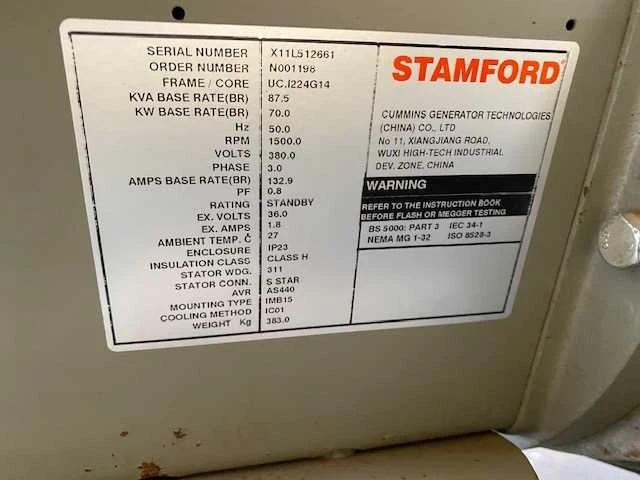 SERIAL NUMBER X11L512661
ORDER NUMBER N001198
FRAME / CORE UCJ224G14
KVA BASE RATE(BR) 87.5
KW BASE RATE(BR) 70.0
Hz 50.0
RPM 1500.0
VOLTS 380.0
PHASE 3.0
AMPS BASE RATE(BR) 132.9
PF 0.8
RATING STANDBY
EX. VOLTS 36.0
EX. AMPS 1.8
AMBIENT TEMP. C 27
ENCLOSURE IP23
INSULATION CLASS CLASS H
STATOR WDG. 311
STATOR CONN. S STAR
AVR AS440
MOUNTING TYPE IMB15
COOLING METHOD IC01
WEIGHT Kg 383.0
STAMFORD
CUMMINS GENERATOR TECHNOLOGIES
(CHINA) CO., LTD
No 11, XIANGJIANG ROAD,
WUXI HIGH-TECH INDUSTRIAL
DEV. ZONE, CHINA
WARNING
REFER TO THE INSTRUCTION BOOK
BEFORE FLASH OR MEGGER TESTING
BS 5000: PART 3 IEC 34-1
NEMA MG 1-32 ISO 8528-3